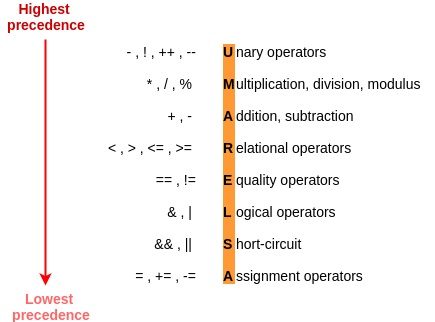 Highest
precedence
- , ! , ++ , -- Unary operators
* , / , % Multiplication, division, modulus
+ , - Addition, subtraction
< , > , <= , >= Relational operators
== , != Equality operators
& , | Logical operators
&& , || Short-circuit
= , += , -= Assignment operators
Lowest
precedence